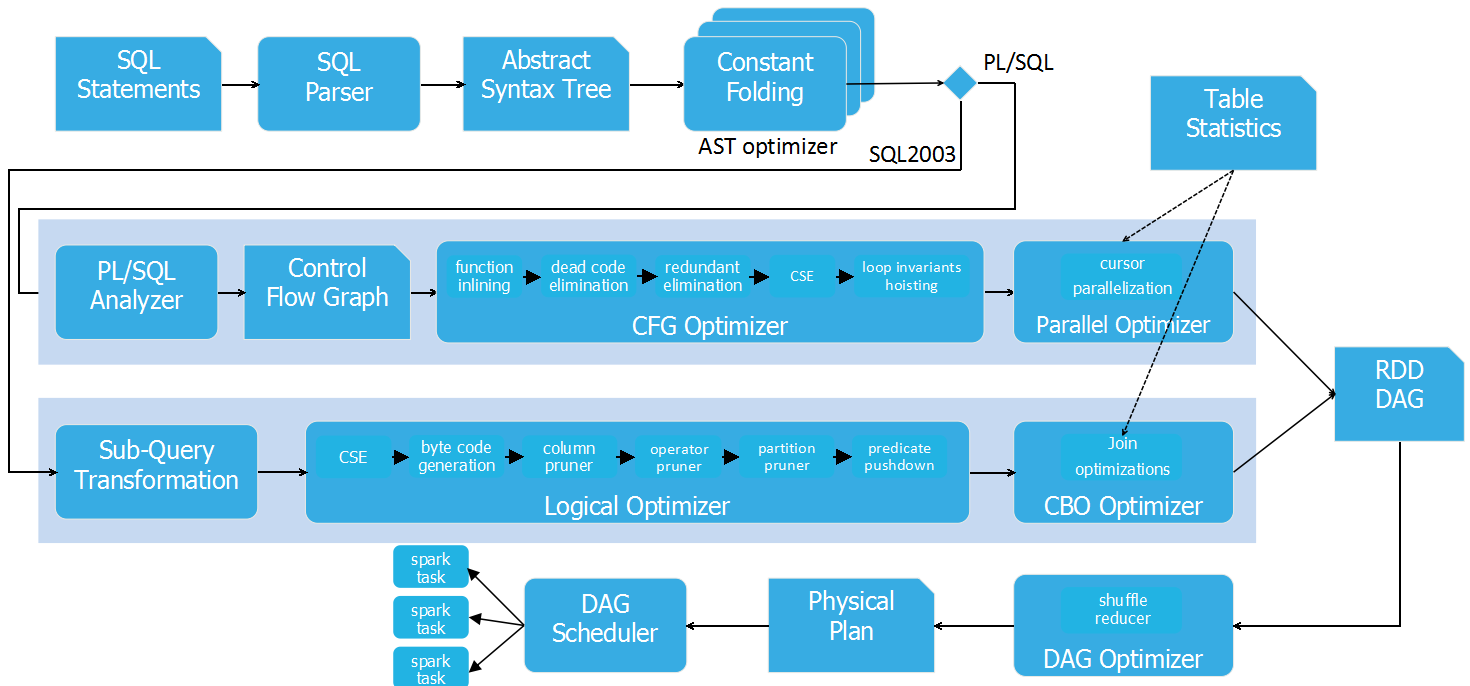 SQL
Statements
SQL
Parser
Abstract
Syntax Tree
Constant
Folding
AST optimizer
PL/SQL
SQL2003
Table
Statistics
PL/SQL
Analyzer
Control
Flow Graph
function
inlining
dead code
elimination
redundant
elimination
CSE
loop invariants
hoisting
CFG Optimizer
cursor
parallelization
Parallel Optimizer
RDD
DAG
Sub-Query
Transformation
CSE
byte code
generation
column
pruner
operator
pruner
partition
pruner
predicate
pushdown
Logical Optimizer
Join
optimizations
CBO Optimizer
spark
task
spark
task
spark
task
DAG
Scheduler
Physical
Plan
shuffle
reducer
DAG Optimizer